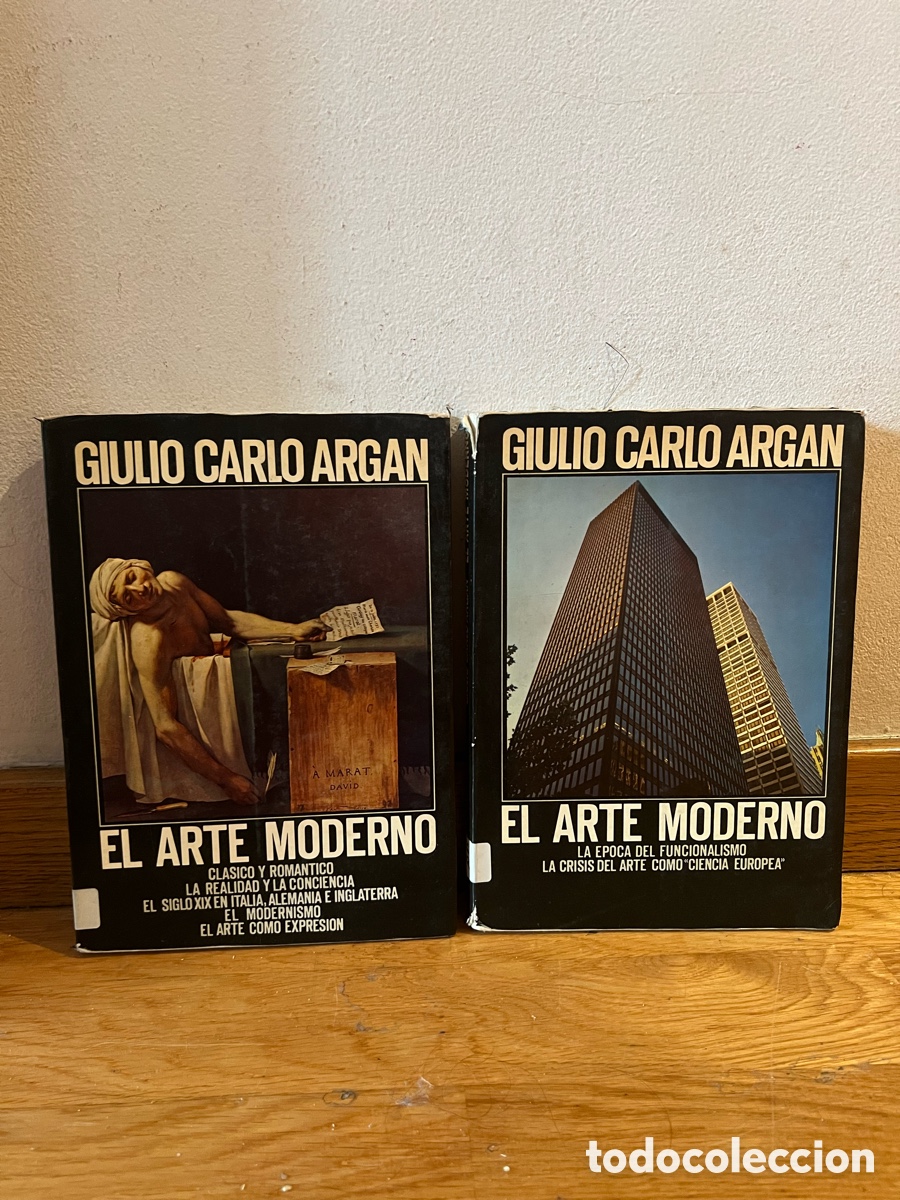 GIULIO CARLO ARGAN
À MARAT
DAVID
EL ARTE MODERNO
CLASICO Y ROMANTICO
LA REALIDAD Y LA CONCIENCIA
EL SIGLO XIX EN ITALIA, ALEMANIA E INGLATERRA
EL MODERNISMO
EL ARTE COMO EXPRESION
GIULIO CARLO ARGAN
EL ARTE MODERNO
LA EPOCA DEL FUNCIONALISMO
LA CRISIS DEL ARTE COMO "CIENCIA EUROPEA"
todocoleccion